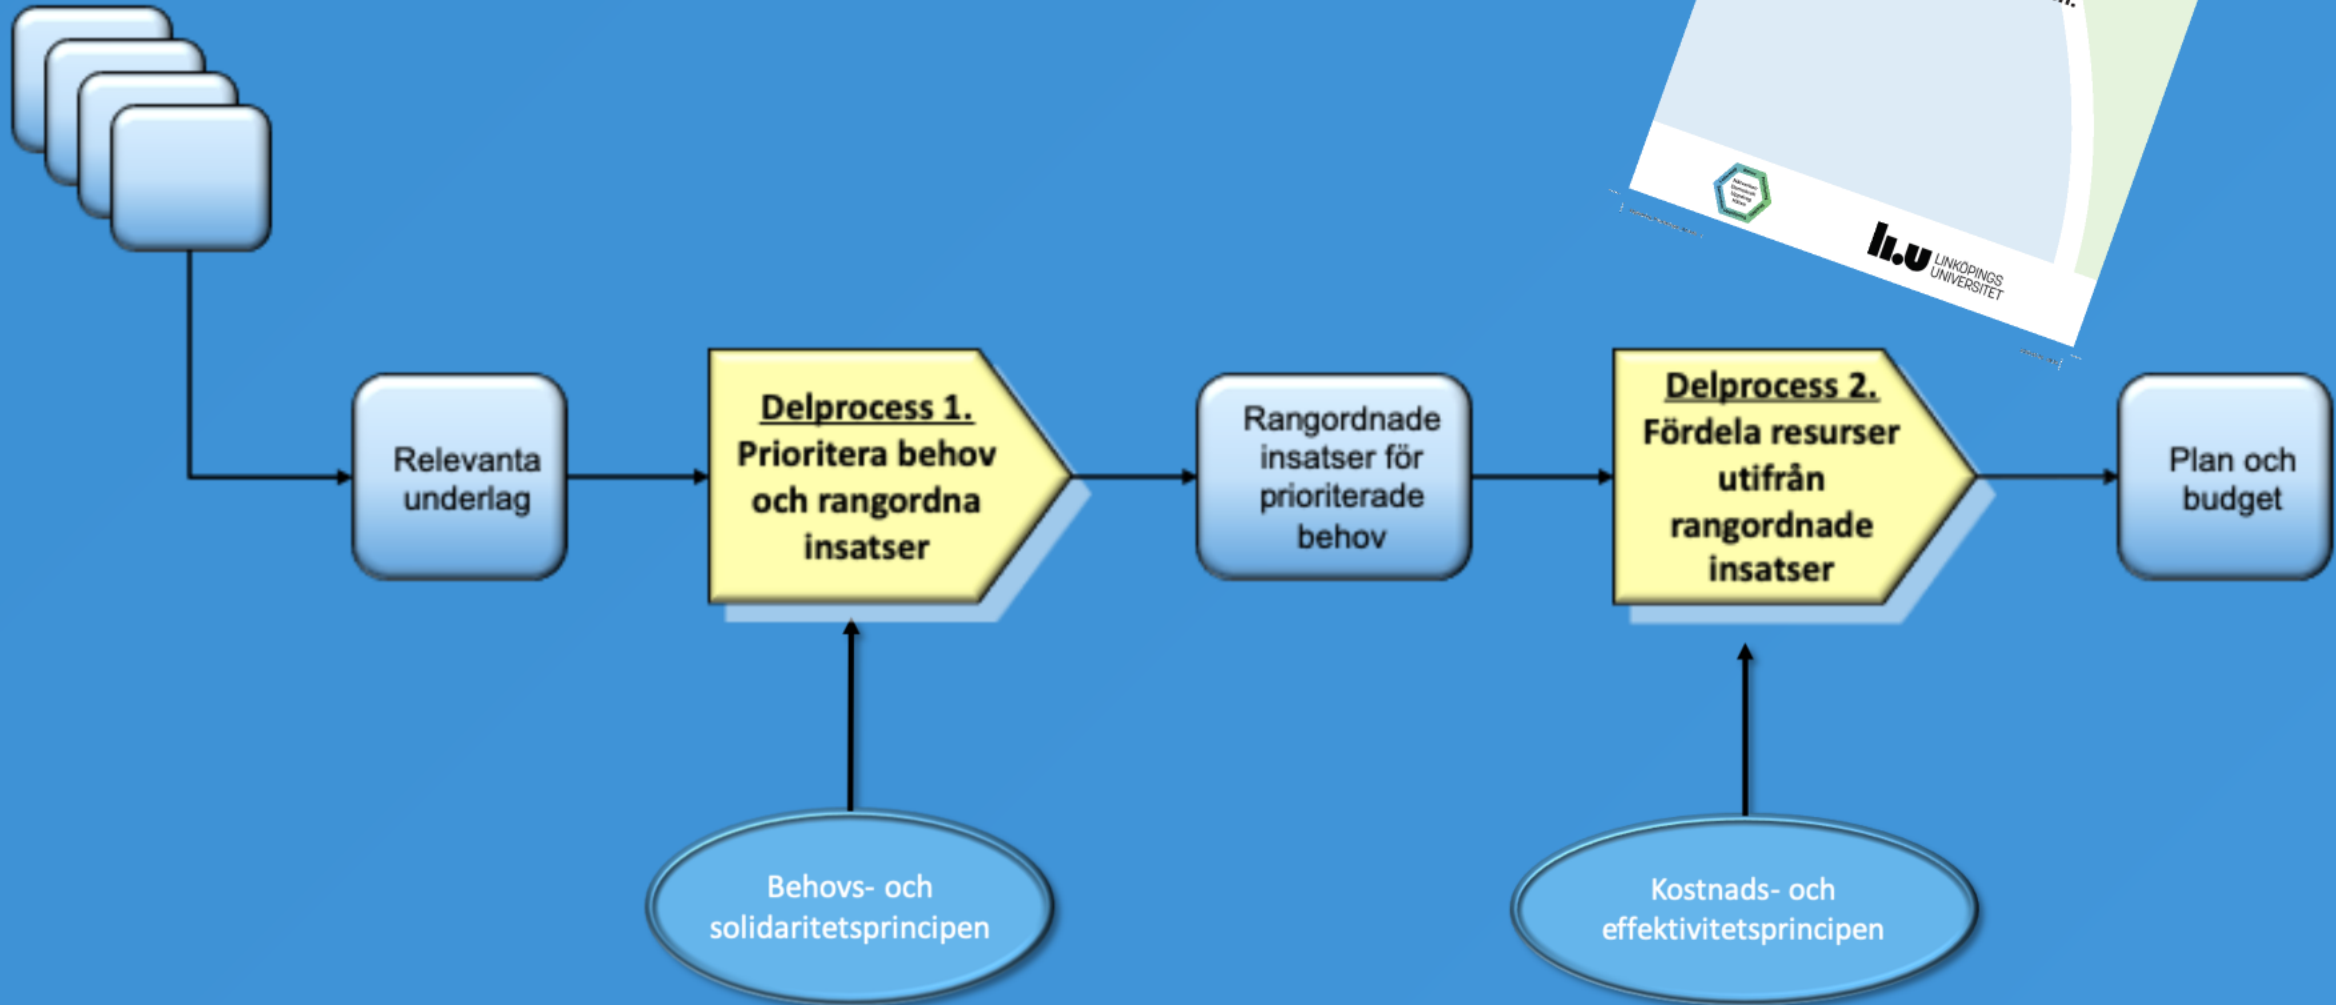 LINKÖPINGS
UNIVERSITET
Relevanta
underlag
Delprocess 1.
Prioritera behov
och rangordna
insatser
Rangordnade
insatser för
prioriterade
behov
Delprocess 2.
Fördela resurser
utifrån
rangordnade
insatser
Plan och
budget
Behovs- och
solidaritetsprincipen
Kostnads- och
effektivitetsprincipen